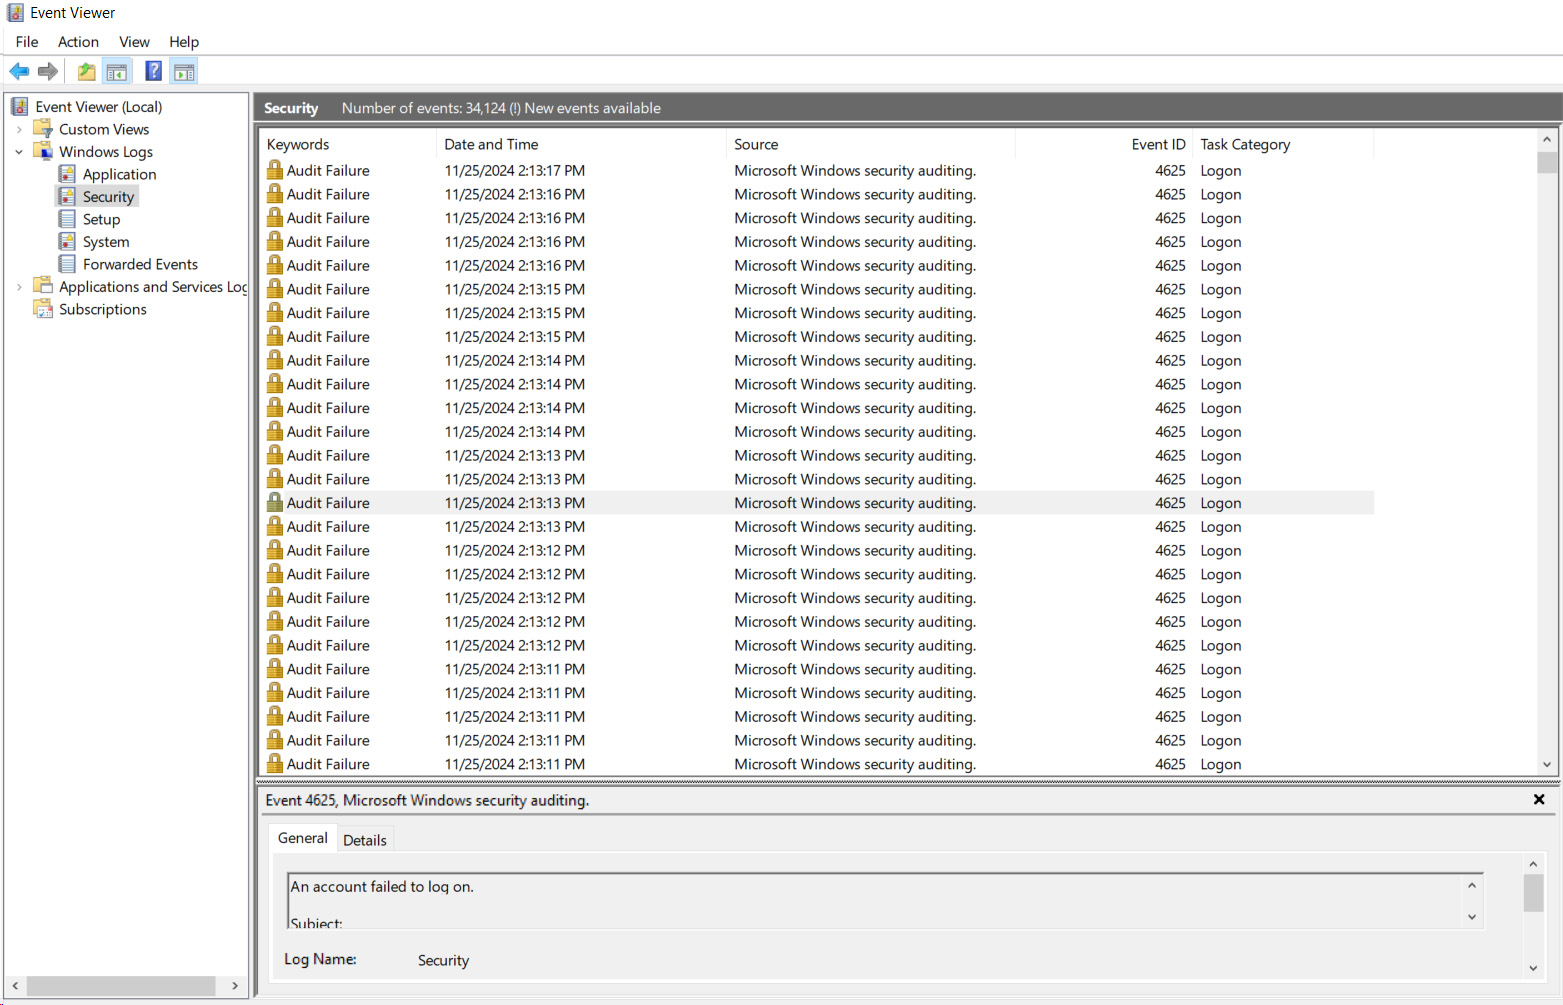 Event Viewer
File Action View Help
Event Viewer (Local)
Custom Views
Windows Logs
Application
Security
Setup
System
Forwarded Events
Applications and Services Log
Subscriptions
Security Number of events: 34,124 (!) New events available
Keywords Date and Time Source Event ID Task Category
Audit Failure 11/25/2024 2:13:17 PM Microsoft Windows security auditing. 4625 Logon
Audit Failure 11/25/2024 2:13:16 PM Microsoft Windows security auditing. 4625 Logon
Audit Failure 11/25/2024 2:13:16 PM Microsoft Windows security auditing. 4625 Logon
Audit Failure 11/25/2024 2:13:16 PM Microsoft Windows security auditing. 4625 Logon
Audit Failure 11/25/2024 2:13:16 PM Microsoft Windows security auditing. 4625 Logon
Audit Failure 11/25/2024 2:13:15 PM Microsoft Windows security auditing. 4625 Logon
Audit Failure 11/25/2024 2:13:15 PM Microsoft Windows security auditing. 4625 Logon
Audit Failure 11/25/2024 2:13:15 PM Microsoft Windows security auditing. 4625 Logon
Audit Failure 11/25/2024 2:13:14 PM Microsoft Windows security auditing. 4625 Logon
Audit Failure 11/25/2024 2:13:14 PM Microsoft Windows security auditing. 4625 Logon
Audit Failure 11/25/2024 2:13:14 PM Microsoft Windows security auditing. 4625 Logon
Audit Failure 11/25/2024 2:13:14 PM Microsoft Windows security auditing. 4625 Logon
Audit Failure 11/25/2024 2:13:13 PM Microsoft Windows security auditing. 4625 Logon
Audit Failure 11/25/2024 2:13:13 PM Microsoft Windows security auditing. 4625 Logon
Audit Failure 11/25/2024 2:13:13 PM Microsoft Windows security auditing. 4625 Logon
Audit Failure 11/25/2024 2:13:13 PM Microsoft Windows security auditing. 4625 Logon
Audit Failure 11/25/2024 2:13:12 PM Microsoft Windows security auditing. 4625 Logon
Audit Failure 11/25/2024 2:13:12 PM Microsoft Windows security auditing. 4625 Logon
Audit Failure 11/25/2024 2:13:12 PM Microsoft Windows security auditing. 4625 Logon
Audit Failure 11/25/2024 2:13:12 PM Microsoft Windows security auditing. 4625 Logon
Audit Failure 11/25/2024 2:13:12 PM Microsoft Windows security auditing. 4625 Logon
Audit Failure 11/25/2024 2:13:11 PM Microsoft Windows security auditing. 4625 Logon
Audit Failure 11/25/2024 2:13:11 PM Microsoft Windows security auditing. 4625 Logon
Audit Failure 11/25/2024 2:13:11 PM Microsoft Windows security auditing. 4625 Logon
Audit Failure 11/25/2024 2:13:11 PM Microsoft Windows security auditing. 4625 Logon
Audit Failure 11/25/2024 2:13:11 PM Microsoft Windows security auditing. 4625 Logon
Event 4625, Microsoft Windows security auditing.
General Details
An account failed to log on.
Subject:
Log Name: Security